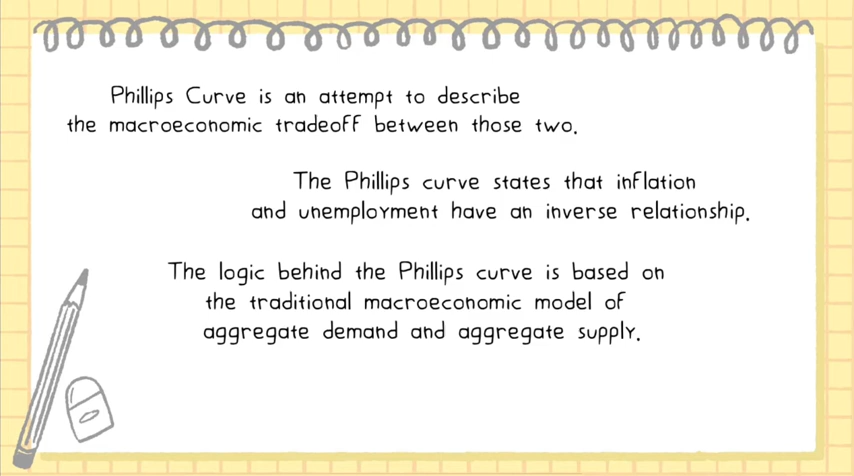 Phillips Curve is an attempt to describe
the macroeconomic tradeoff between those two.
The Phillips curve states that inflation
and unemployment have an inverse relationship.
The logic behind the Phillips curve is based on
the traditional macroeconomic model of
aggregate demand and aggregate supply.